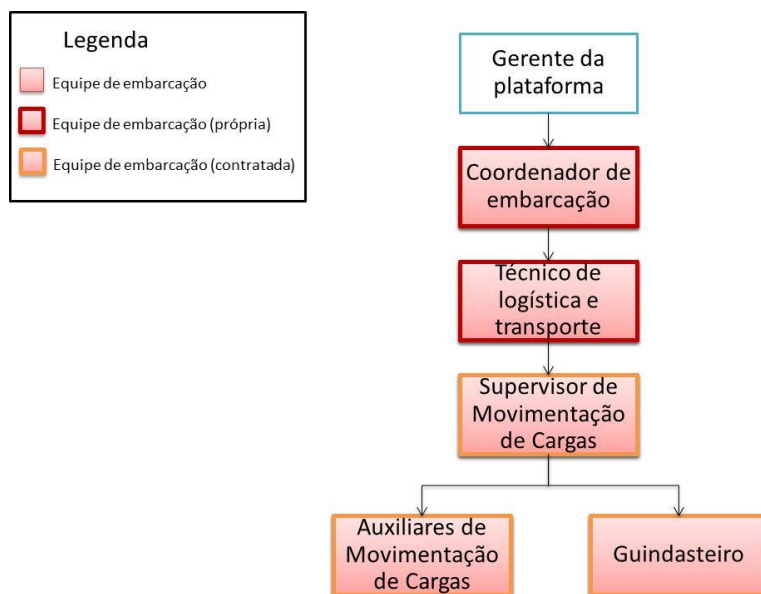 Legenda
Equipe de embarcação
Equipe de embarcação (própria)
Equipe de embarcação (contratada)
Gerente da
plataforma
Coordenador de
embarcação
Técnico de
logística e
transporte
Supervisor de
Movimentação
de Cargas
Auxiliares de
Movimentação
de Cargas
Guindasteiro